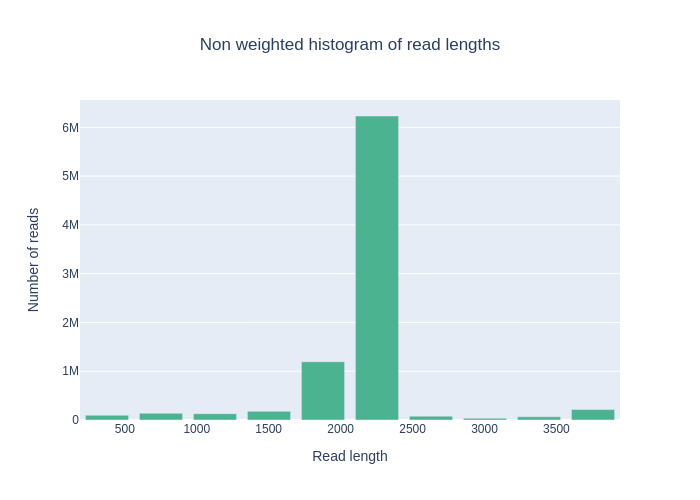 Non weighted histogram of read lengths
6M
5M
4M
3M
2M
1M
0
Number of reads
500 1000 1500 2000 2500 3000 3500
Read length